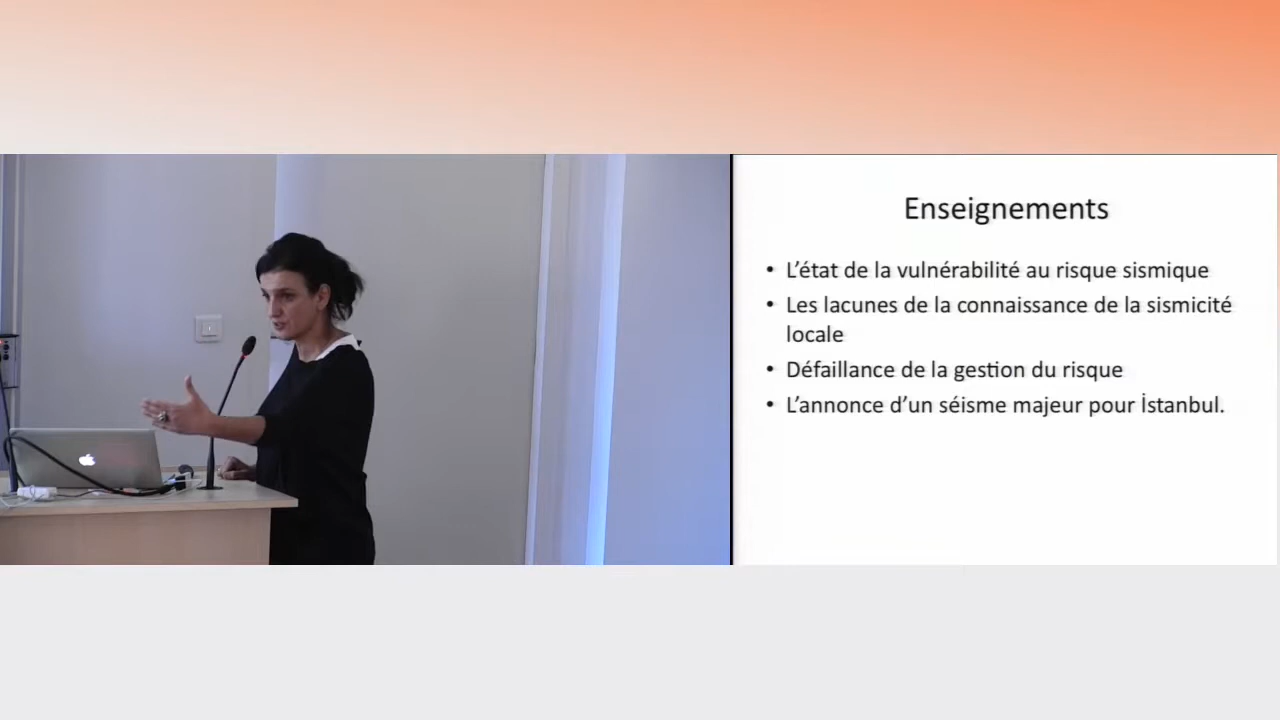 Enseignements
• L'état de la vulnérabilité au risque sismique
• Les lacunes de la connaissance de la sismicité
locale
• Défaillance de la gestion du risque
• L'annonce d'un séisme majeur pour İstanbul.